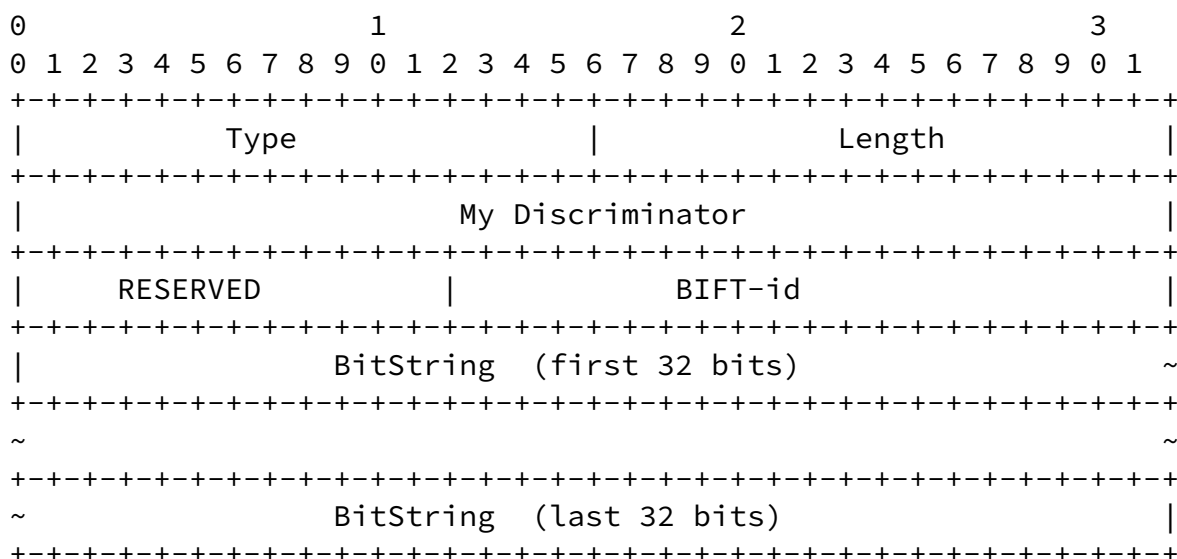 0                   1                   2                   3
0 1 2 3 4 5 6 7 8 9 0 1 2 3 4 5 6 7 8 9 0 1 2 3 4 5 6 7 8 9 0 1
+-+-+-+-+-+-+-+-+-+-+-+-+-+-+-+-+-+-+-+-+-+-+-+-+-+-+-+-+-+-+-+-+
|           Type                |             Length            |
+-+-+-+-+-+-+-+-+-+-+-+-+-+-+-+-+-+-+-+-+-+-+-+-+-+-+-+-+-+-+-+-+
|                        My Discriminator                       |
+-+-+-+-+-+-+-+-+-+-+-+-+-+-+-+-+-+-+-+-+-+-+-+-+-+-+-+-+-+-+-+-+
|     RESERVED          |            BIFT-id                    |
+-+-+-+-+-+-+-+-+-+-+-+-+-+-+-+-+-+-+-+-+-+-+-+-+-+-+-+-+-+-+-+-+
|                 BitString  (first 32 bits)                    ~
+-+-+-+-+-+-+-+-+-+-+-+-+-+-+-+-+-+-+-+-+-+-+-+-+-+-+-+-+-+-+-+-+
~                                                               ~
+-+-+-+-+-+-+-+-+-+-+-+-+-+-+-+-+-+-+-+-+-+-+-+-+-+-+-+-+-+-+-+-+
~                 BitString  (last 32 bits)                     |
+-+-+-+-+-+-+-+-+-+-+-+-+-+-+-+-+-+-+-+-+-+-+-+-+-+-+-+-+-+-+-+-+